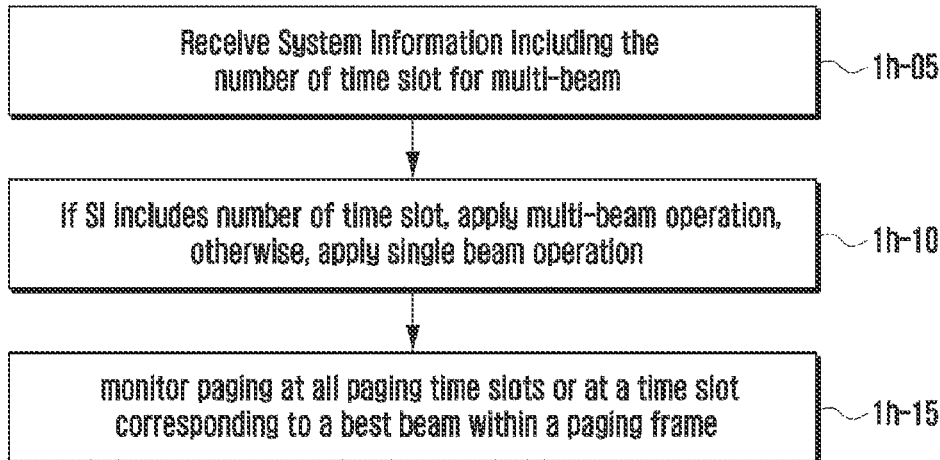 Receive System Information Including the
number of time slot for multi-beam
1h-05
if SI includes number of time slot, apply multi-beam operation,
otherwise, apply single beam operation
1h-10
monitor paging at all paging time slots or at a time slot
corresponding to a best beam within a paging frame
1h-15